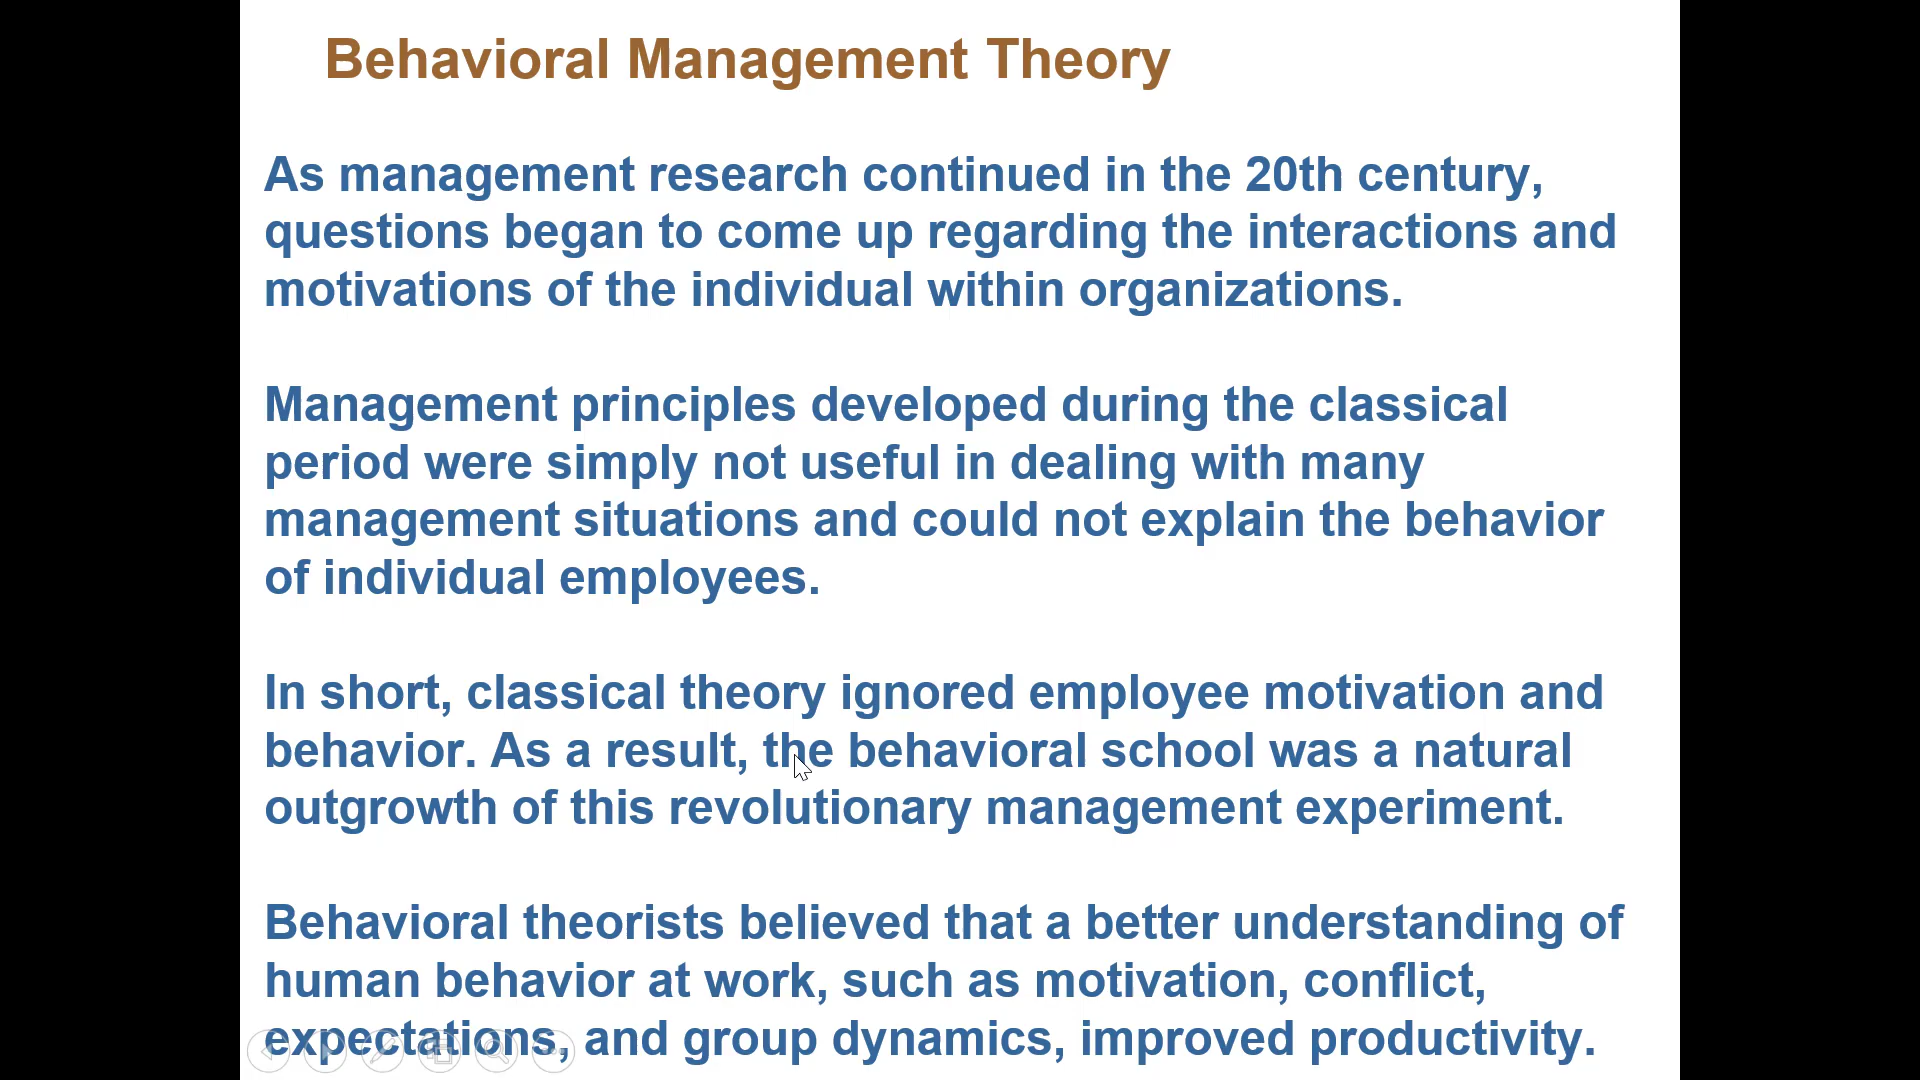 Behavioral Management Theory
As management research continued in the 20th century,
questions began to come up regarding the interactions and
motivations of the individual within organizations.
Management principles developed during the classical
period were simply not useful in dealing with many
management situations and could not explain the behavior
of individual employees.
In short, classical theory ignored employee motivation and
behavior. As a result, the behavioral school was a natural
outgrowth of this revolutionary management experiment.
Behavioral theorists believed that a better understanding of
human behavior at work, such as motivation, conflict,
expectations, and group dynamics, improved productivity.